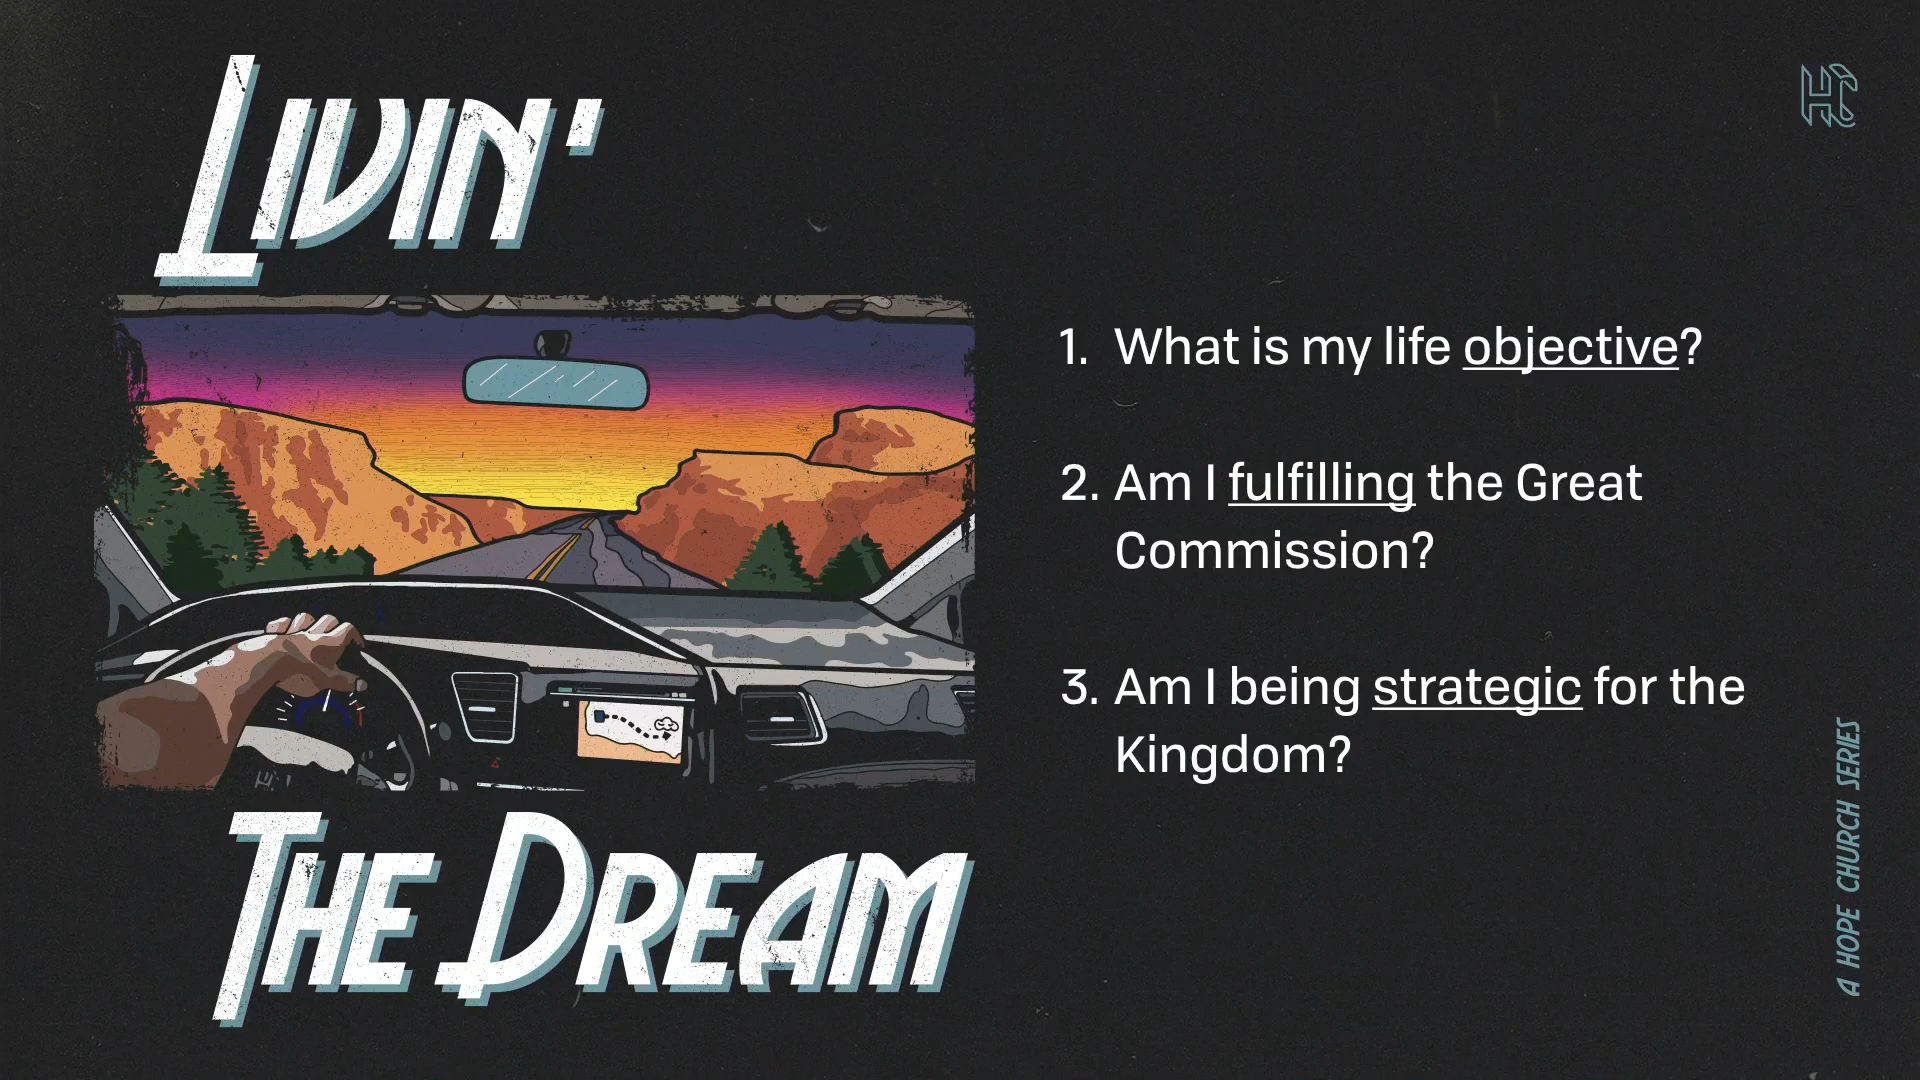 LIVIN'
THE DREAM
1. What is my life objective?
2. Am I fulfilling the Great
Commission?
3. Am I being strategic for the
Kingdom?
HC
A HOPE CHURCH SERIES